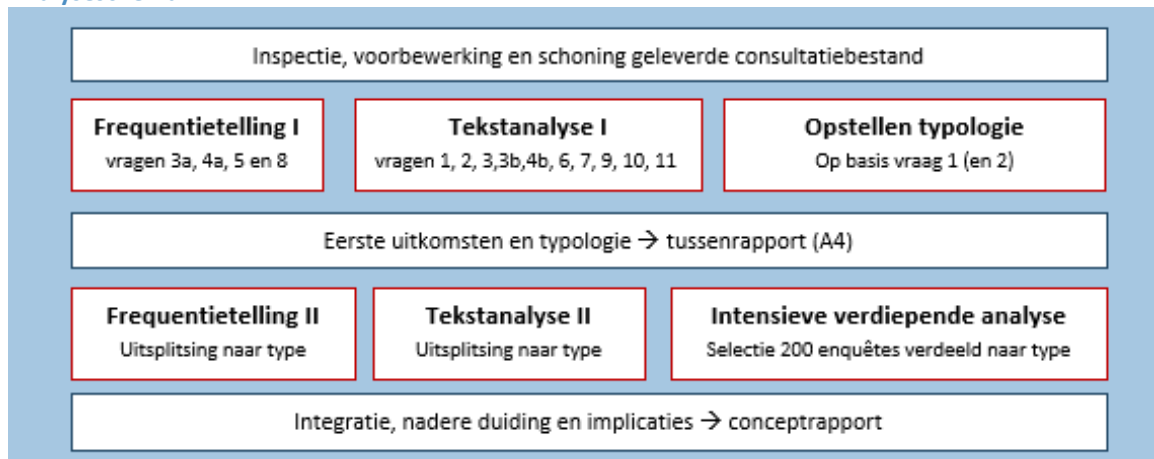 Inspectie, voorbewerking en schoning geleverde consultatiebestand
Frequentietelling I
vragen 3a, 4a, 5 en 8
Tekstanalyse I
vragen 1, 2, 3,3b,4b, 6, 7, 9, 10, 11
Opstellen typologie
Op basis vraag 1 (en 2)
Eerste uitkomsten en typologie → tussenrapport (A4)
Frequentietelling II
Uitsplitsing naar type
Tekstanalyse II
Uitsplitsing naar type
Intensieve verdiepende analyse
Selectie 200 enquêtes verdeeld naar type
Integratie, nadere duiding en implicaties → conceptrapport